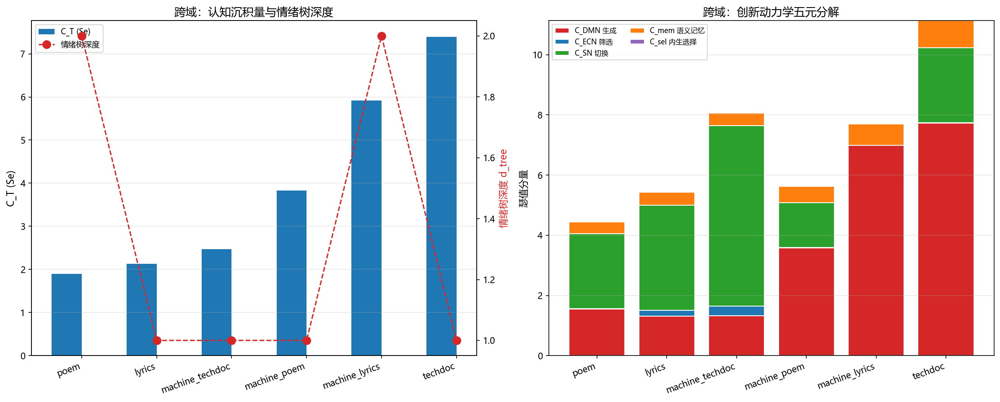 跨域：认知沉积量与情绪树深度
C_T (Se)
情绪树深度
7
6
5
4
3
2
1
0
C_T (Se)
2.0
1.8
1.6
1.4
1.2
1.0
情绪树深度 d_tree
poem
lyrics
machine_techdoc
machine_poem
machine_lyrics
techdoc
跨域：创新动力学五元分解
C_DMN 生成
C_ECN 筛选
C_SN 切换
C_mem 语义记忆
C_sel 内生选择
10
8
6
4
2
0
瑟值分量
poem
lyrics
machine_techdoc
machine_poem
machine_lyrics
techdoc